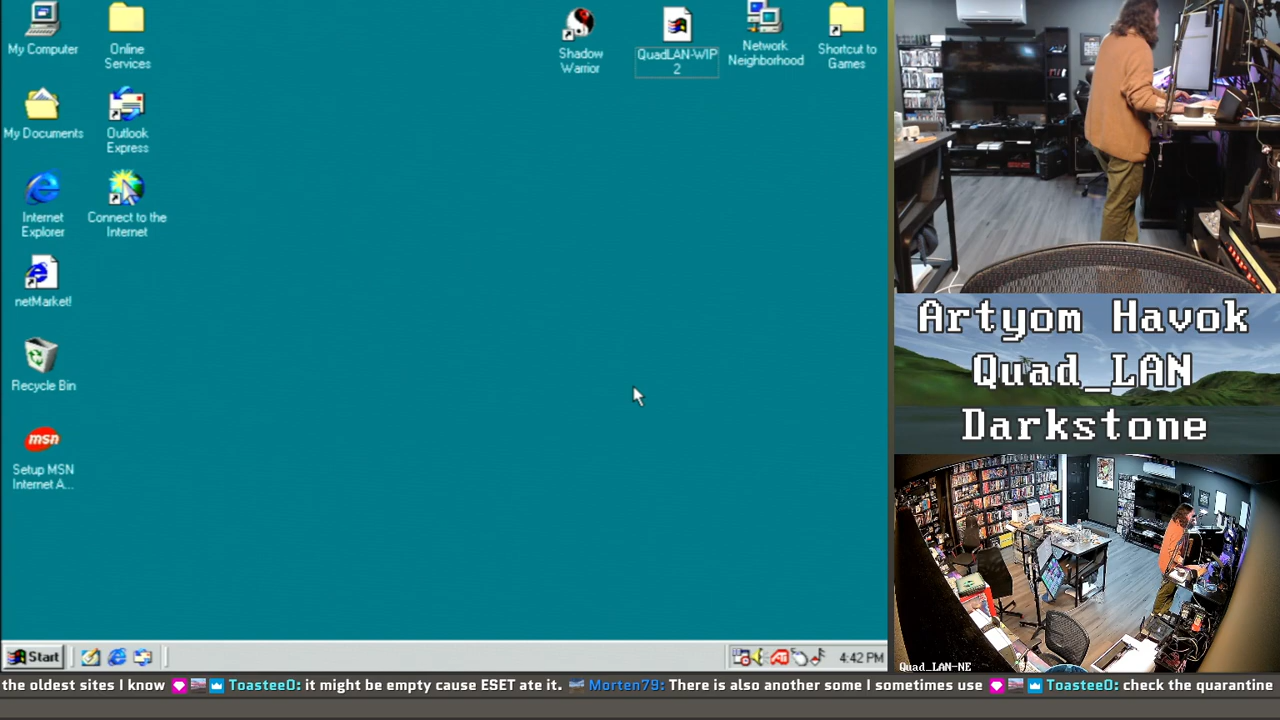 My Computer
Online
Services
Shadow
Warrior
QuadLAN-WIP
2
Network
Neighborhood
Shortcut to
Games
My Documents
Outlook
Express
Internet
Explorer
Connect to the
Internet
netMarket!
Recycle Bin
msn
Setup MSN
Internet A...
Start
4:42 PM
Artyom Havok
Quad_LAN
Darkstone
Quad_LAN-NE
the oldest sites I know ToasteeO: it might be empty cause ESET ate it. Morten79: There is also another some I sometimes use ToasteeO: check the quarantine